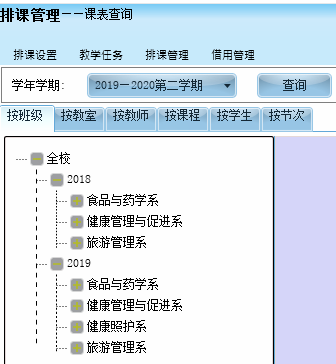 排课管理－－课表查询
排课设置 教学任务 排课管理 借用管理
学年学期： 2019－2020第二学期 查询
按班级 按教室 按教师 按课程 按学生 按节次
全校
2018
食品与药学系
健康管理与促进系
旅游管理系
2019
食品与药学系
健康管理与促进系
健康照护系
旅游管理系